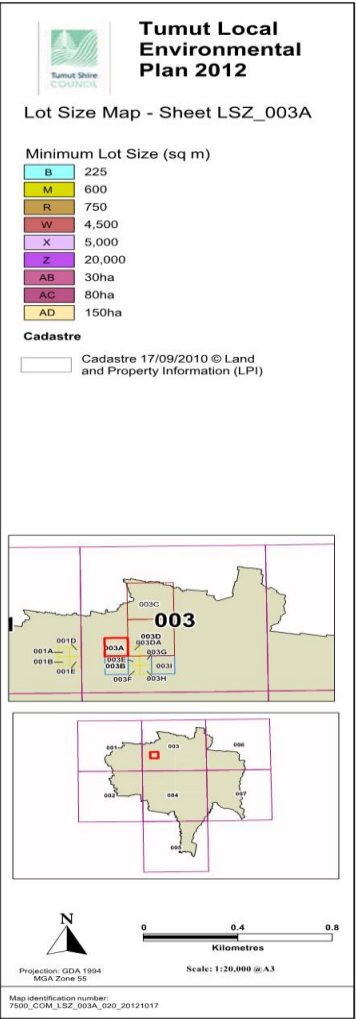 Tumut Local
Environmental
Plan 2012
Tumut Shire
COUNCIL
Lot Size Map - Sheet LSZ_003A
Minimum Lot Size (sq m)
B 225
M 600
R 750
W 4,500
X 5,000
Z 20,000
AB 30ha
AC 80ha
AD 150ha
Cadastre
Cadastre 17/09/2010 © Land
and Property Information (LPI)
003C
003
001D
003D
003DA
001A
003A
003G
001B
003E
003B
003I
001E
003F
003H
001
003
006
002
004
007
005
N
0 0.4 0.8
Kilometres
Projection: GDA 1994
MGA Zone 55
Scale: 1:20,000 @A3
Map identification number:
7500_COM_LSZ_003A_020_20121017